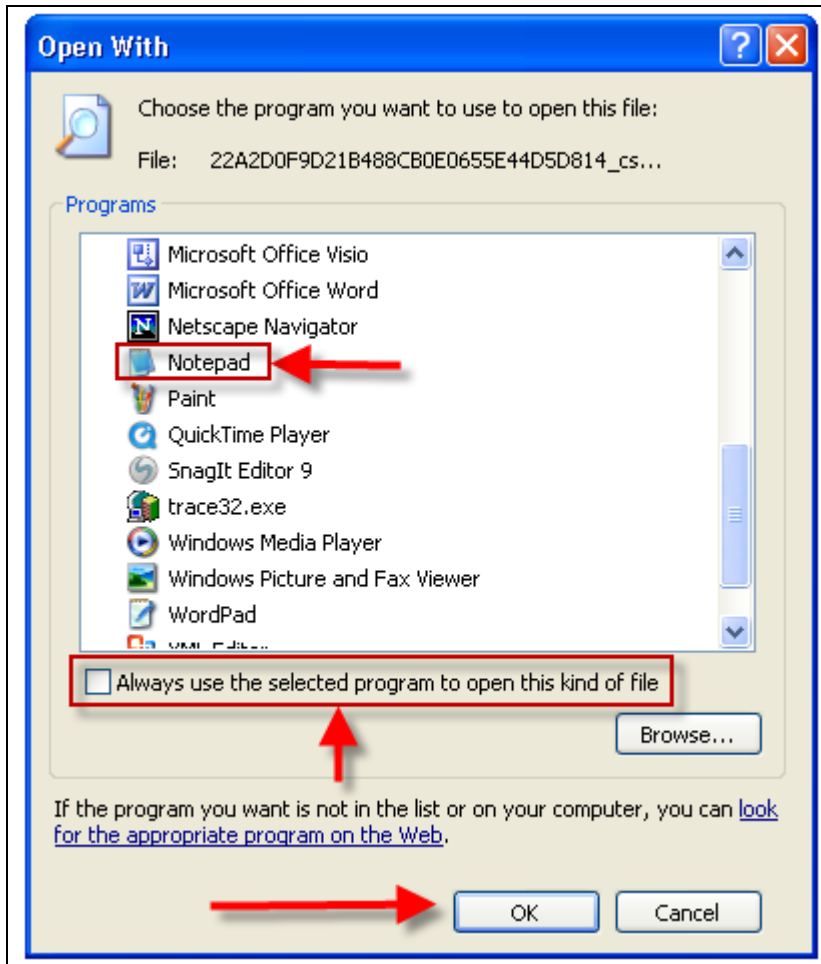 Open With
Choose the program you want to use to open this file:
File: 22A2D0F9D21B488CB0E0655E44D5D814_cs...
Programs
Microsoft Office Visio
Microsoft Office Word
Netscape Navigator
Notepad
Paint
QuickTime Player
SnagIt Editor 9
trace32.exe
Windows Media Player
Windows Picture and Fax Viewer
WordPad
XML Editor
Always use the selected program to open this kind of file
Browse...
If the program you want is not in the list or on your computer, you can look
for the appropriate program on the Web.
OK
Cancel